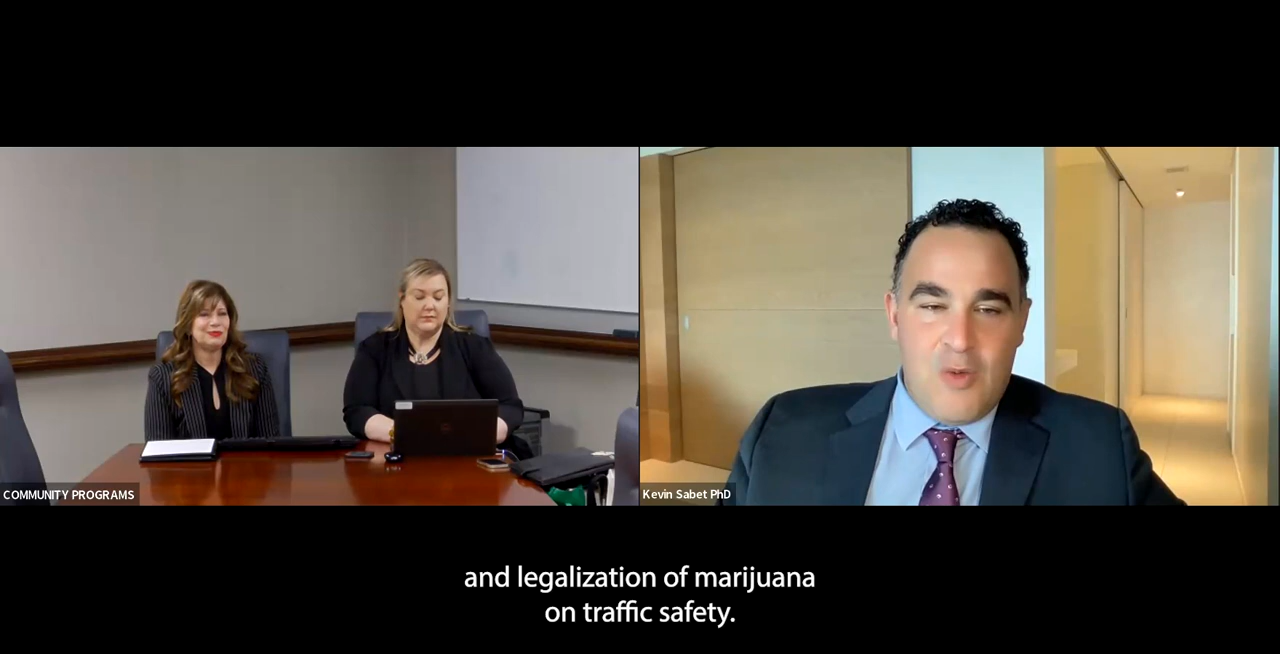 COMMUNITY PROGRAMS
Kevin Sabet PhD
and legalization of marijuana
on traffic safety.